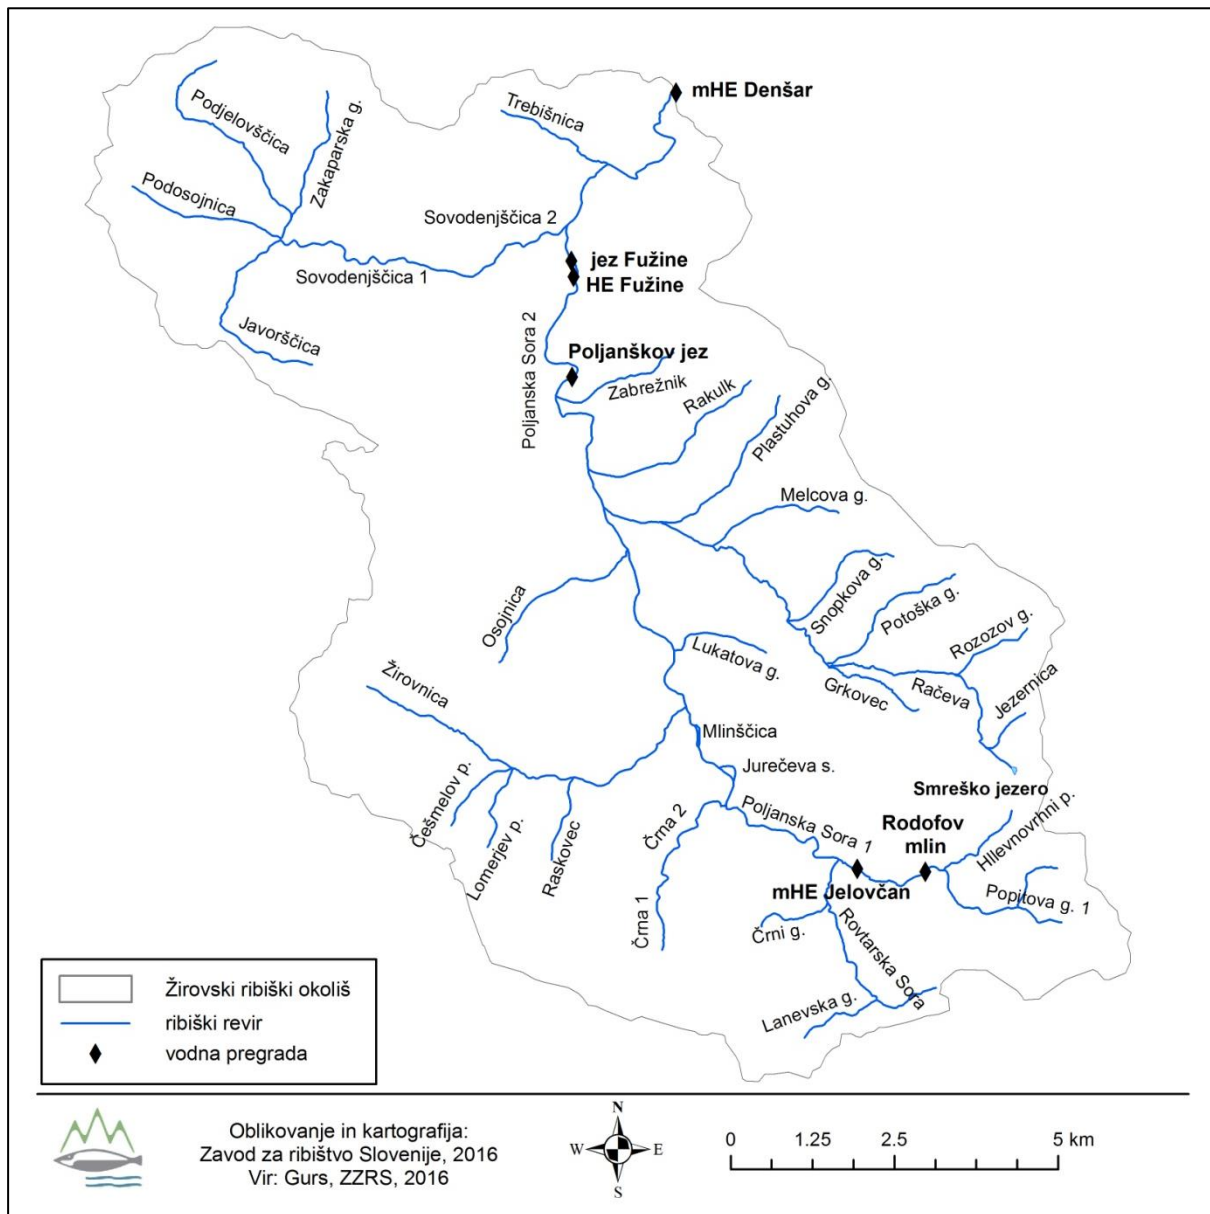 mHE Denšar
Trebišnica
Podjelovščica
Zakaparska g.
Podosojnica
Sovodenjščica 2
jez Fužine
Sovodenjščica 1
HE Fužine
Javorščica
Poljanska Sora 2
Poljanškov jez
Zabrežnik
Rakulk
Plastuhova g.
Melcova g.
Snopkova g.
Potoška g.
Rozozov g.
Osojnica
Lukatova g.
Grkovec
Račeva
Jezernica
Žirovnica
Mlinščica
Jurečeva s.
Smreško jezero
Češmelov p.
Lomerjev p.
Raskovec
Črna 2
Poljanska Sora 1
Rodofov
mlin
Hllevnovrhni p.
mHE Jelovčan
Popitova g. 1
Črna 1
Črni g.
Rovtarska Sora
Lanevska g.
Žirovski ribiški okoliš
ribiški revir
vodna pregrada
Oblikovanje in kartografija:
Zavod za ribištvo Slovenije, 2016
Vir: Gurs, ZZRS, 2016
N
W E
S
0 1.25 2.5 5 km